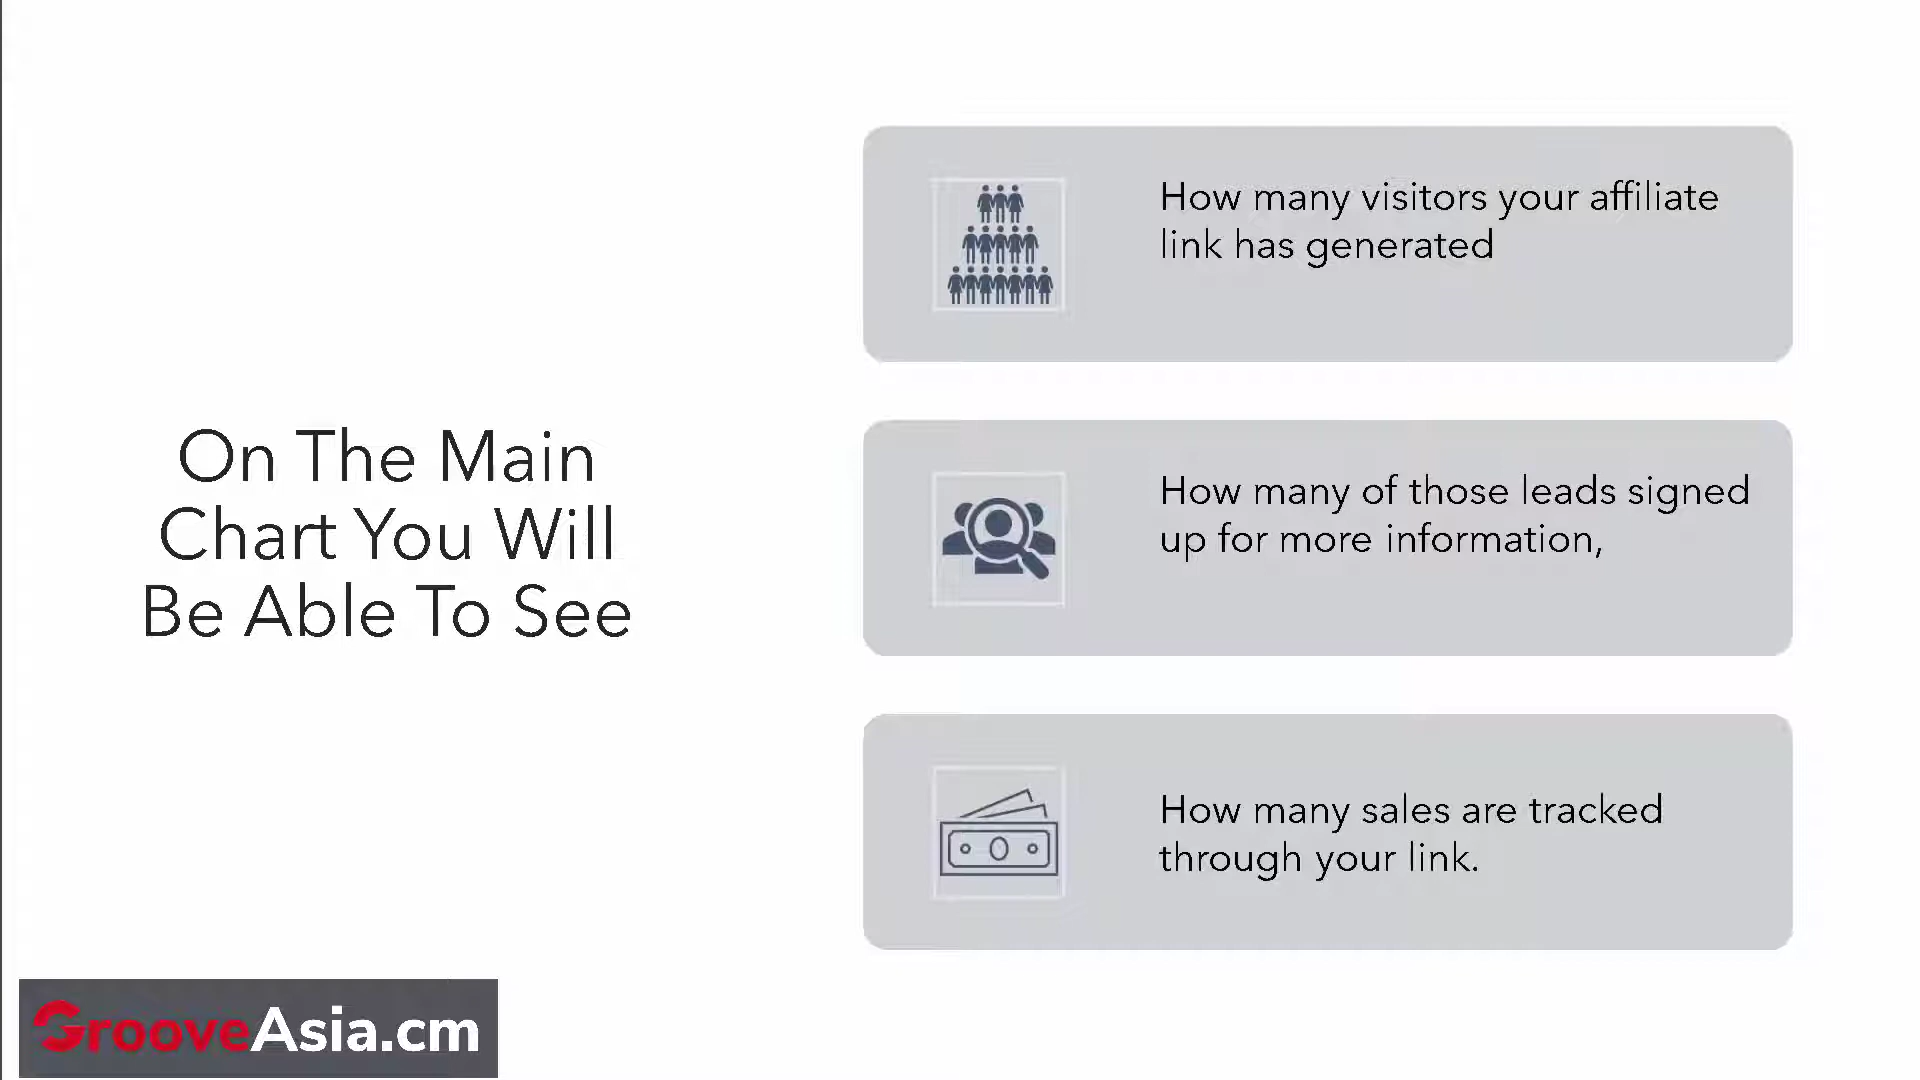 On The Main
Chart You Will
Be Able To See
How many visitors your affiliate
link has generated
How many of those leads signed
up for more information,
How many sales are tracked
through your link.
GrooveAsia.cm